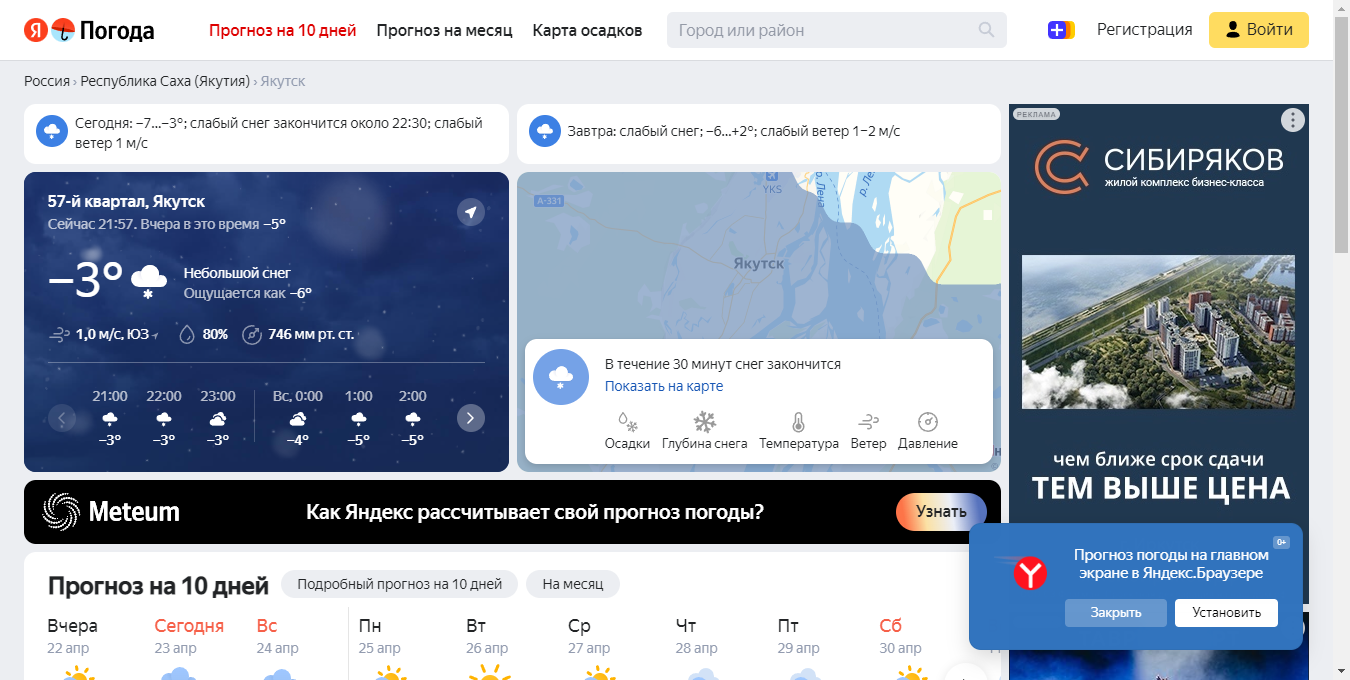 Я Погода
Прогноз на 10 дней
Прогноз на месяц
Карта осадков
Город или район
Регистрация
Войти
Россия › Республика Саха (Якутия) › Якутск
Сегодня: −7…−3°; слабый снег закончится около 22:30; слабый
ветер 1 м/с
Завтра: слабый снег; −6…+2°; слабый ветер 1−2 м/с
57-й квартал, Якутск
Сейчас 21:57. Вчера в это время −5°
−3°
Небольшой снег
Ощущается как −6°
1,0 м/с, ЮЗ
80%
746 мм рт. ст.
21:00 22:00 23:00 Вс, 0:00 1:00 2:00
−3° −3° −3° −4° −5° −5°
YKS
А-331
р. Лена
Якутск
В течение 30 минут снег закончится
Показать на карте
Осадки Глубина снега Температура Ветер Давление
РЕКЛАМА
СИБИРЯКОВ
жилой комплекс бизнес-класса
чем ближе срок сдачи
ТЕМ ВЫШЕ ЦЕНА
Meteum
Как Яндекс рассчитывает свой прогноз погоды?
Узнать
0+
Прогноз погоды на главном
экране в Яндекс.Браузере
Закрыть
Установить
Прогноз на 10 дней
Подробный прогноз на 10 дней
На месяц
Вчера Сегодня Вс Пн Вт Ср Чт Пт Сб
22 апр 23 апр 24 апр 25 апр 26 апр 27 апр 28 апр 29 апр 30 апр